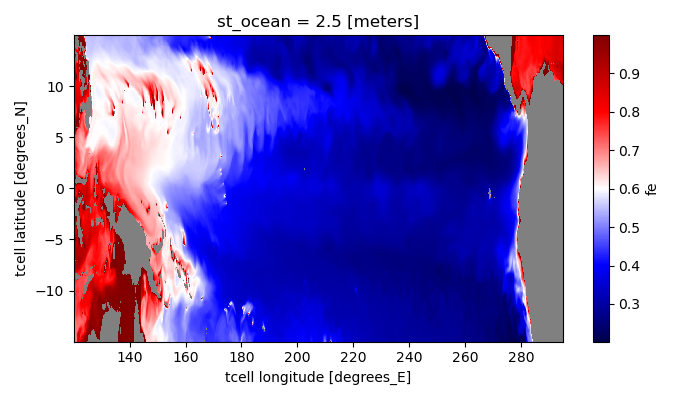 st_ocean = 2.5 [meters]
tcell latitude [degrees_N]
10
5
0
−5
−10
140 160 180 200 220 240 260 280
tcell longitude [degrees_E]
0.9
0.8
0.7
0.6
0.5
0.4
0.3
fe